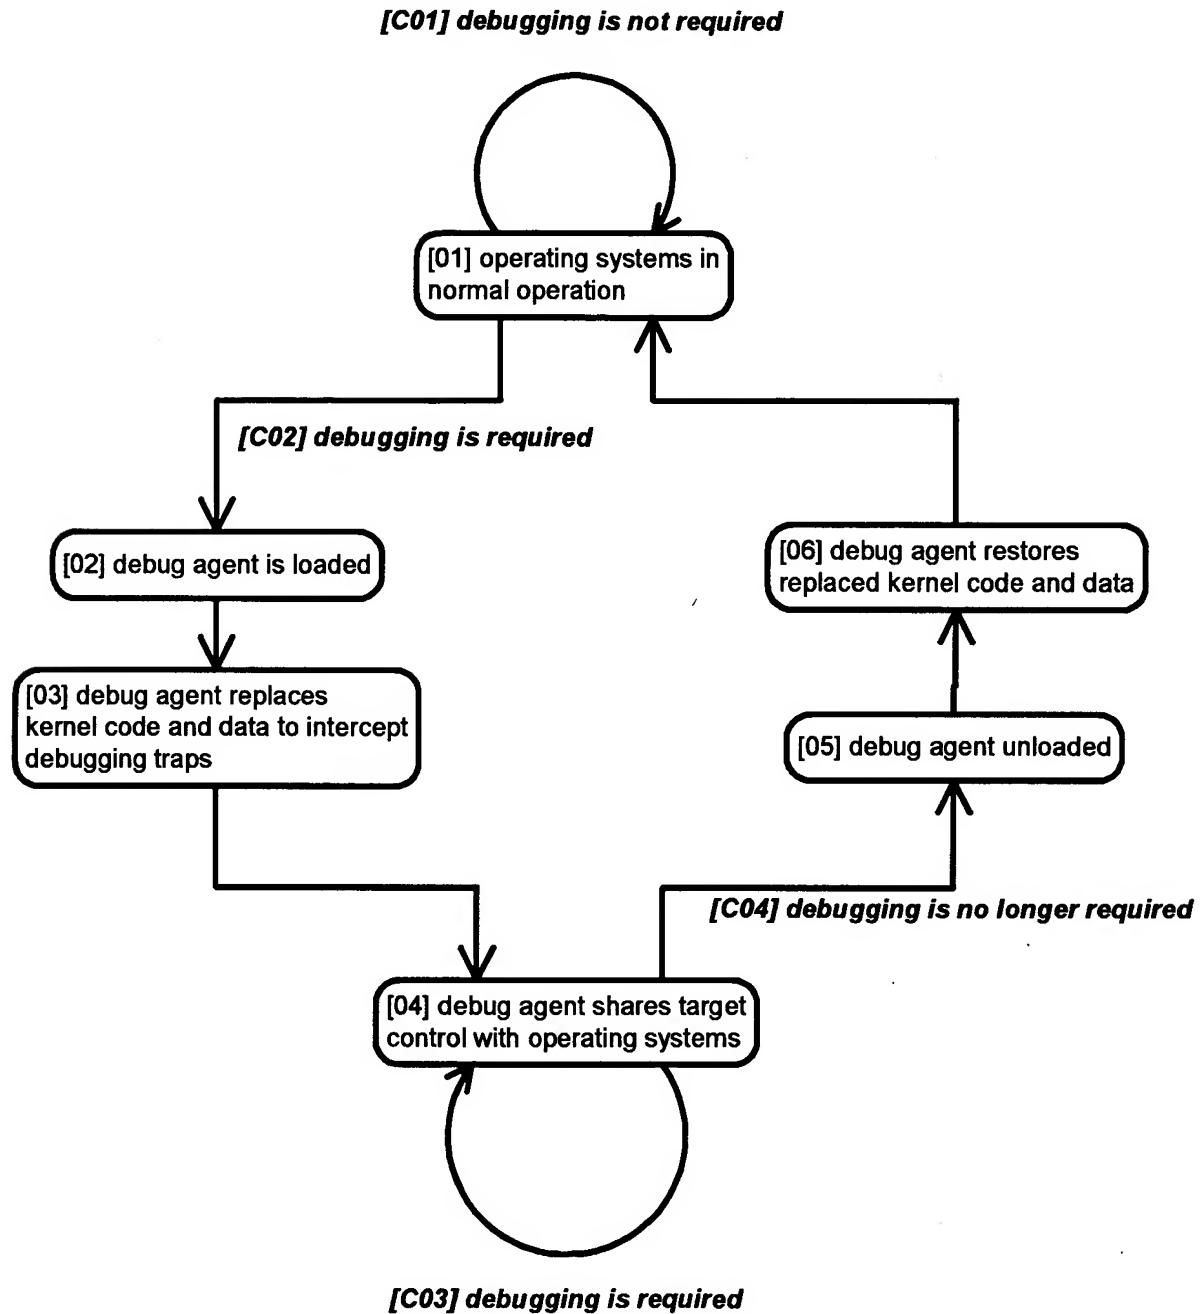 [C01] debugging is not required
[01] operating systems in
normal operation
[C02] debugging is required
[02] debug agent is loaded
[06] debug agent restores
replaced kernel code and data
[03] debug agent replaces
kernel code and data to intercept
debugging traps
[05] debug agent unloaded
[C04] debugging is no longer required
[04] debug agent shares target
control with operating systems
[C03] debugging is required